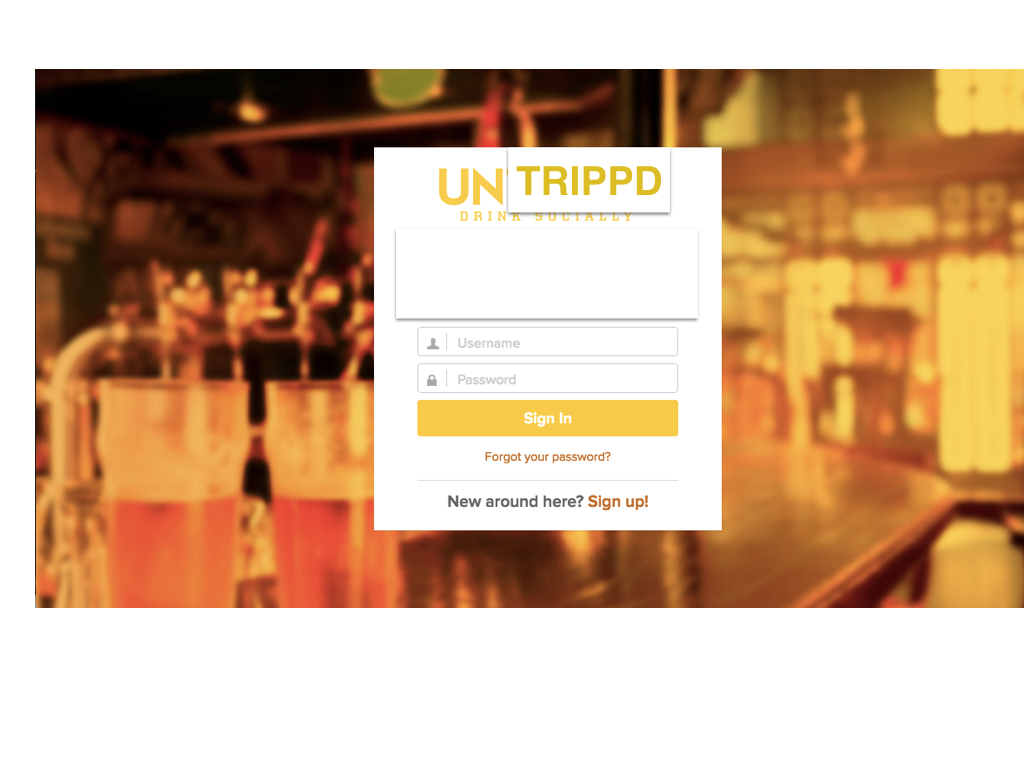 UNTRIPPD
DRINK SOCIALLY
Username
Password
Sign In
Forgot your password?
New around here? Sign up!